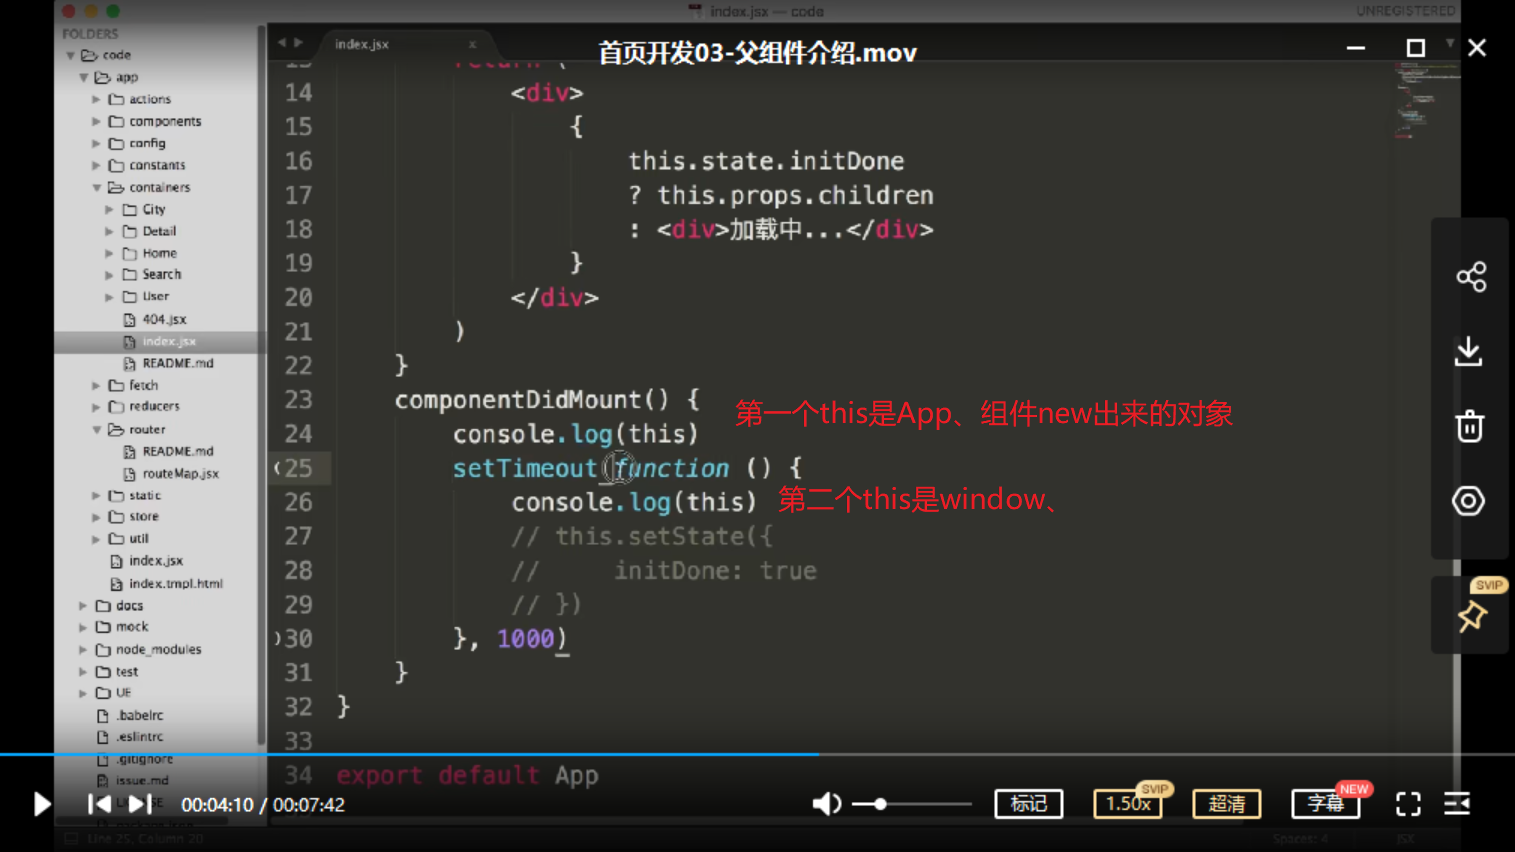 index.jsx — code
UNREGISTERED
首页开发03-父组件介绍.mov
FOLDERS
code
app
actions
components
config
constants
containers
City
Detail
Home
Search
User
404.jsx
index.jsx
README.md
fetch
reducers
router
README.md
routeMap.jsx
static
store
util
index.jsx
index.tmpl.html
docs
mock
node_modules
test
UE
.babelrc
.eslintrc
.gitignore
issue.md
index.jsx x
14 <div>
15 {
16 this.state.initDone
17 ? this.props.children
18 : <div>加载中...</div>
19 }
20 </div>
21 )
22 }
23 componentDidMount() {
第一个this是App、组件new出来的对象
24 console.log(this)
25 setTimeout(function () {
26 console.log(this) 第二个this是window、
27 // this.setState({
28 // initDone: true
29 // })
30 }, 1000)
31 }
32 }
33
34 export default App
SVIP
00:04:10 / 00:07:42
标记
1.50x SVIP
超清
字幕 NEW
Line 25, Column 20
Spaces: 4
JSX